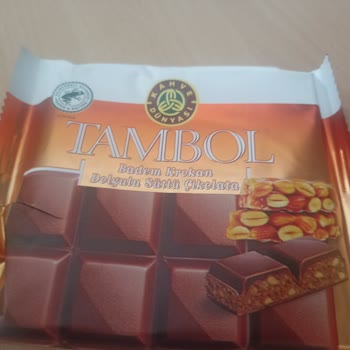 KAHVE
DÜNYASI
TAMBOL
Badem Krokan
Dolgulu Sütlü Çikolata